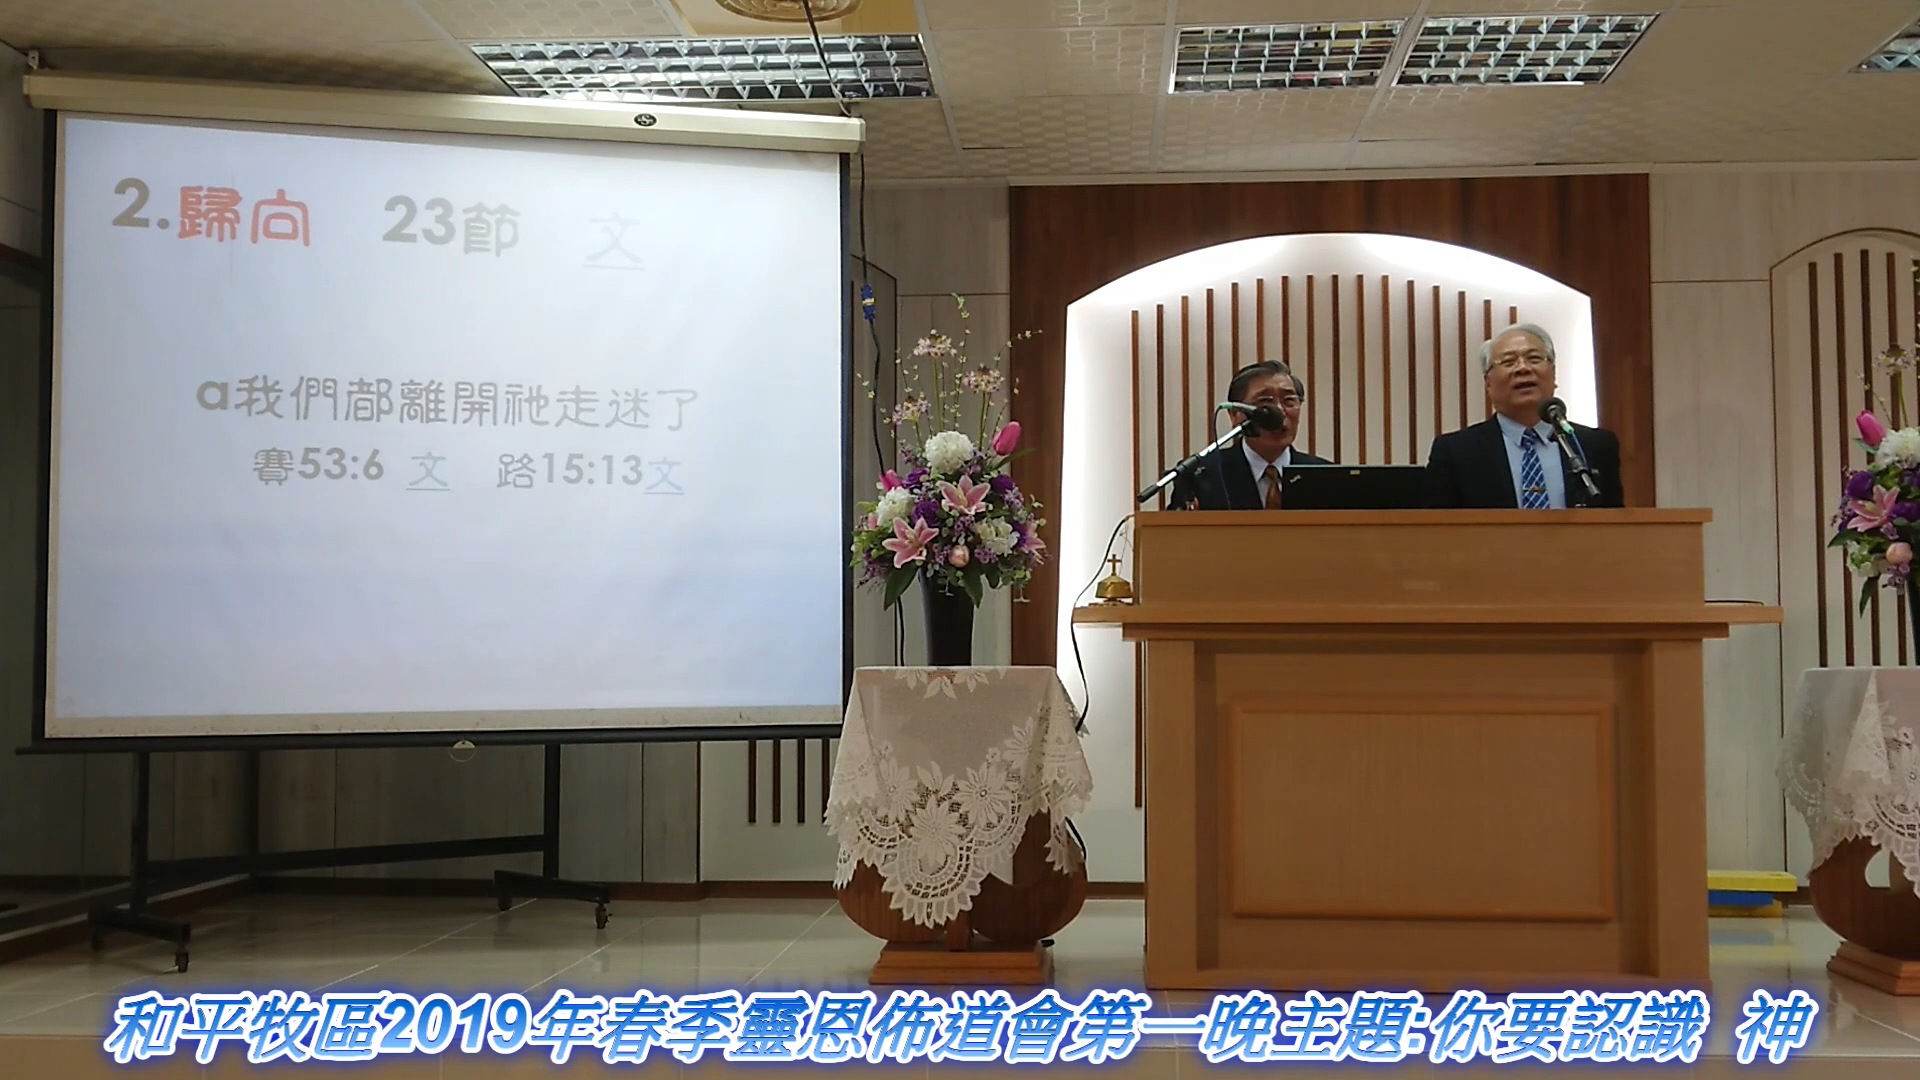 2.歸向 23節 文
a我們都離開祂走迷了
賽53:6 文 路15:13文
和平牧區2019年春季靈恩佈道會第一晚主題:你要認識 神